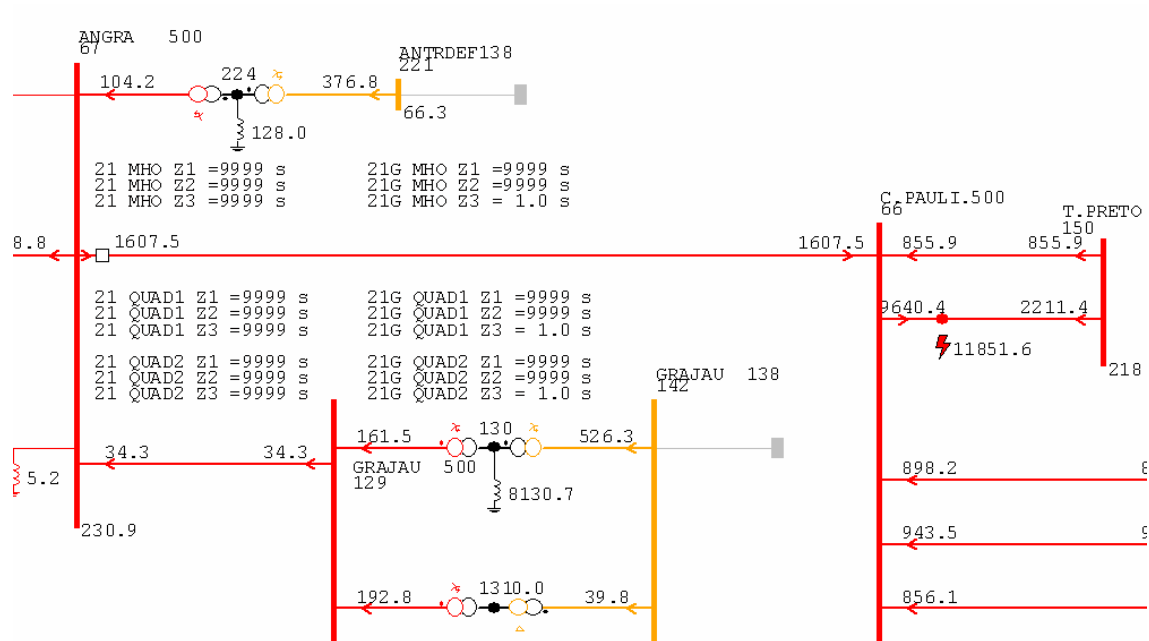 ANGRA 500
67
ANTRDEF138
221
104.2
224
376.8
66.3
128.0
21 MHO Z1 =9999 s
21 MHO Z2 =9999 s
21 MHO Z3 =9999 s
21G MHO Z1 =9999 s
21G MHO Z2 =9999 s
21G MHO Z3 = 1.0 s
C.PAULI.500
66
T.PRETO
150
8.8
1607.5
1607.5
855.9
855.9
21 QUAD1 Z1 =9999 s
21 QUAD1 Z2 =9999 s
21 QUAD1 Z3 =9999 s
21G QUAD1 Z1 =9999 s
21G QUAD1 Z2 =9999 s
21G QUAD1 Z3 = 1.0 s
9640.4
2211.4
11851.6
21 QUAD2 Z1 =9999 s
21 QUAD2 Z2 =9999 s
21 QUAD2 Z3 =9999 s
21G QUAD2 Z1 =9999 s
21G QUAD2 Z2 =9999 s
21G QUAD2 Z3 = 1.0 s
218
GRAJAU 138
142
161.5
130
526.3
34.3
34.3
GRAJAU 500
129
5.2
8130.7
898.2
230.9
943.5
9
192.8
131
0.0
39.8
856.1